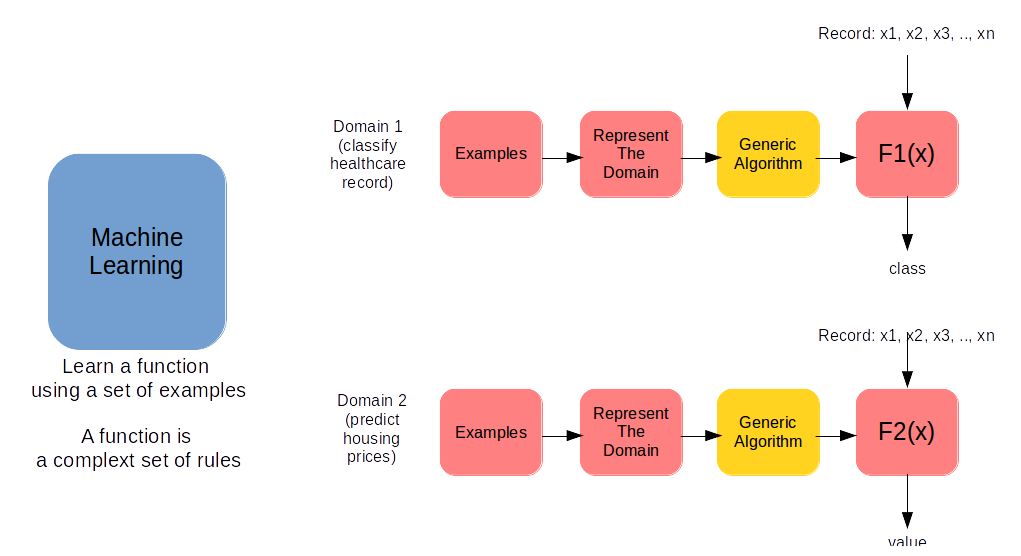 Machine
Learning
Learn a function
using a set of examples
A function is
a complext set of rules
Record: x1, x2, x3, .., xn
Domain 1
(classify
healthcare
record)
Examples
Represent
The
Domain
Generic
Algorithm
F1(x)
class
Record: x1, x2, x3, .., xn
Domain 2
(predict
housing
prices)
Examples
Represent
The
Domain
Generic
Algorithm
F2(x)
value